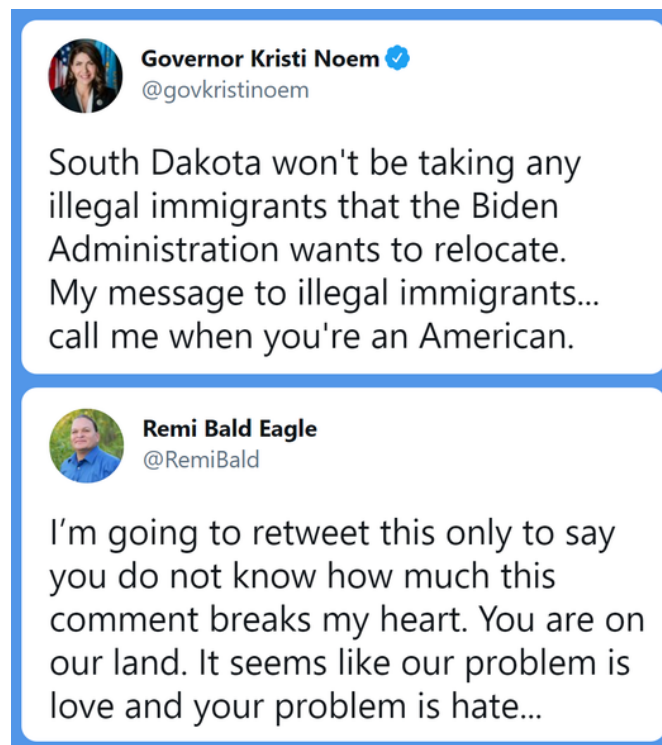 Governor Kristi Noem
@govkristinoem
South Dakota won't be taking any
illegal immigrants that the Biden
Administration wants to relocate.
My message to illegal immigrants...
call me when you're an American.
Remi Bald Eagle
@RemiBald
I’m going to retweet this only to say
you do not know how much this
comment breaks my heart. You are on
our land. It seems like our problem is
love and your problem is hate...